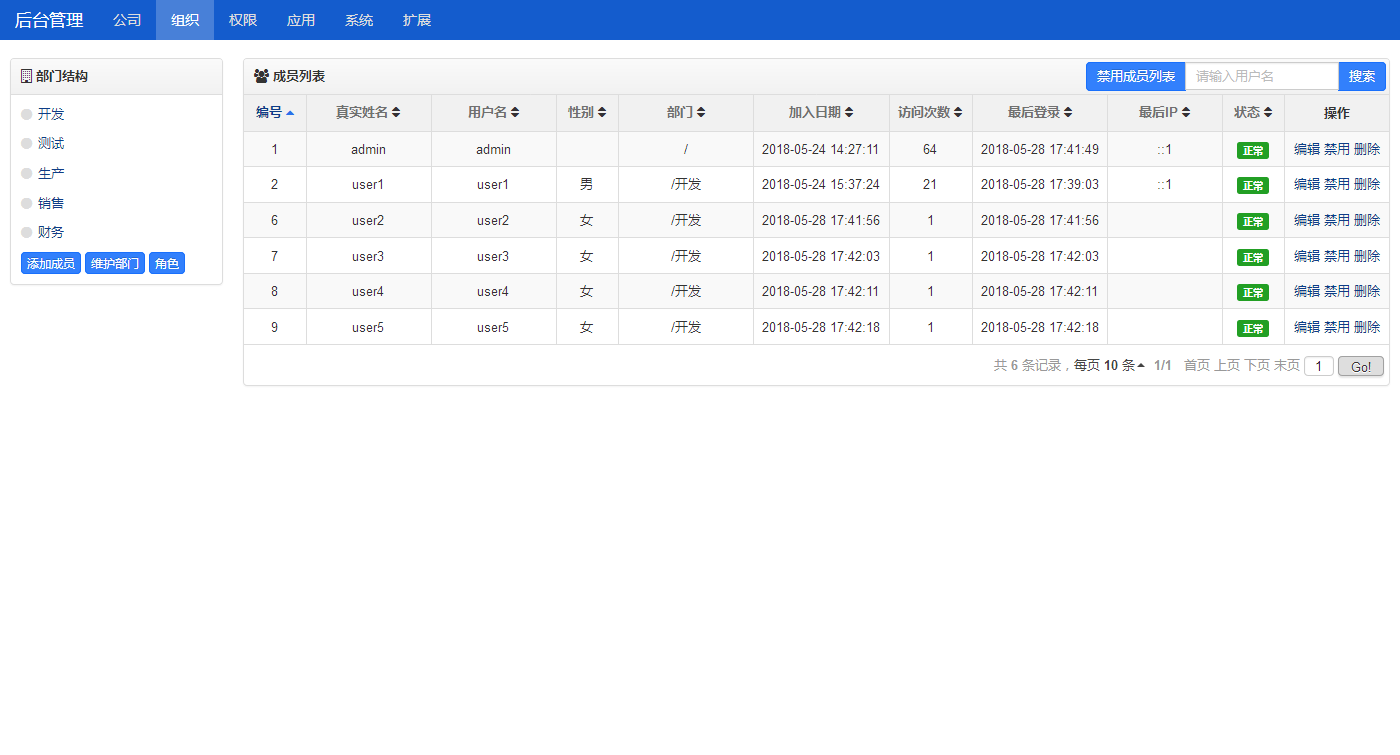 后台管理 公司 组织 权限 应用 系统 扩展
部门结构
开发
测试
生产
销售
财务
添加成员 维护部门 角色
成员列表 禁用成员列表 请输入用户名 搜索
编号 真实姓名 用户名 性别 部门 加入日期 访问次数 最后登录 最后IP 状态 操作
1 admin admin / 2018-05-24 14:27:11 64 2018-05-28 17:41:49 ::1 正常 编辑 禁用 删除
2 user1 user1 男 /开发 2018-05-24 15:37:24 21 2018-05-28 17:39:03 ::1 正常 编辑 禁用 删除
6 user2 user2 女 /开发 2018-05-28 17:41:56 1 2018-05-28 17:41:56 正常 编辑 禁用 删除
7 user3 user3 女 /开发 2018-05-28 17:42:03 1 2018-05-28 17:42:03 正常 编辑 禁用 删除
8 user4 user4 女 /开发 2018-05-28 17:42:11 1 2018-05-28 17:42:11 正常 编辑 禁用 删除
9 user5 user5 女 /开发 2018-05-28 17:42:18 1 2018-05-28 17:42:18 正常 编辑 禁用 删除
共 6 条记录，每页 10 条 1/1 首页 上页 下页 末页 1 Go!